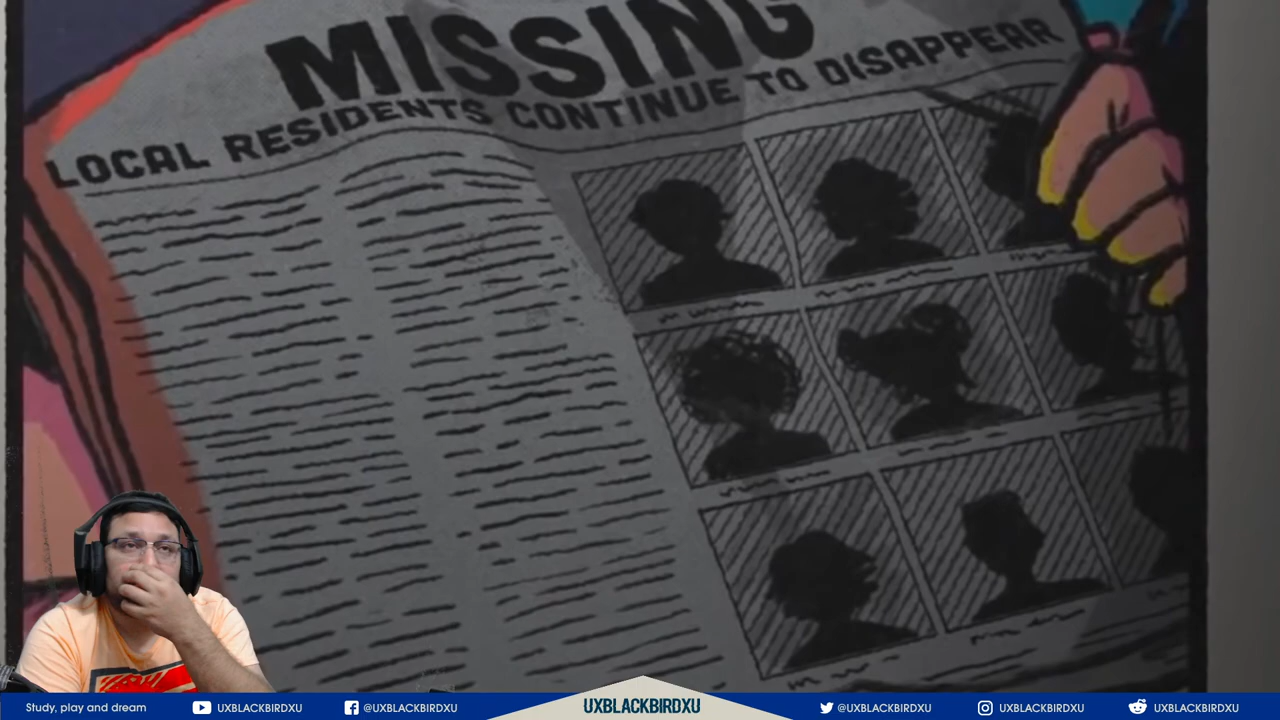 MISSING
LOCAL RESIDENTS CONTINUE TO DISAPPEAR
Study, play and dream
UXBLACKBIRDXU
@UXBLACKBIRDXU
UXBLACKBIRDXU
@UXBLACKBIRDXU
UXBLACKBIRDXU
UXBLACKBIRDXU